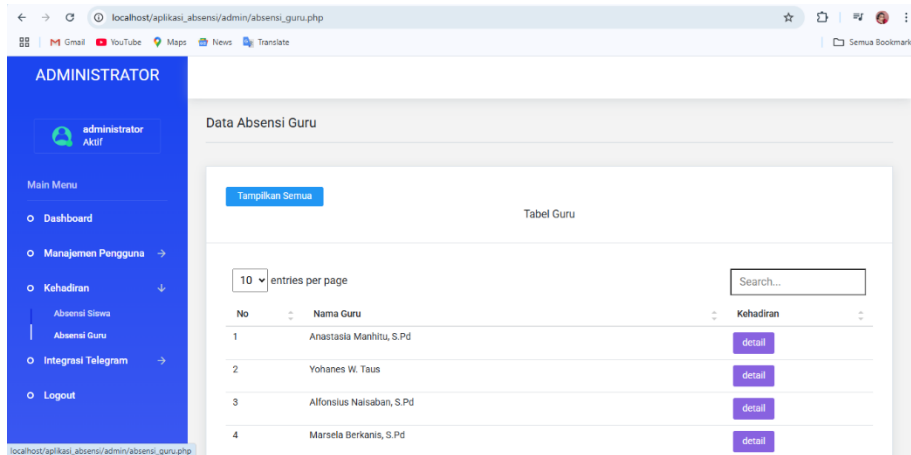 localhost/aplikasi_absensi/admin/absensi_guru.php
Gmail YouTube Maps News Translate Semua Bookmark
ADMINISTRATOR
administrator
Aktif
Main Menu
Dashboard
Manajemen Pengguna
Kehadiran
Absensi Siswa
Absensi Guru
Integrasi Telegram
Logout
localhost/aplikasi_absensi/admin/absensi_guru.php
Data Absensi Guru
Tampilkan Semua
Tabel Guru
10 entries per page Search...
No Nama Guru Kehadiran
1 Anastasia Manhitu, S.Pd detail
2 Yohanes W. Taus detail
3 Alfonsius Naisaban, S.Pd detail
4 Marsela Berkanis, S.Pd detail